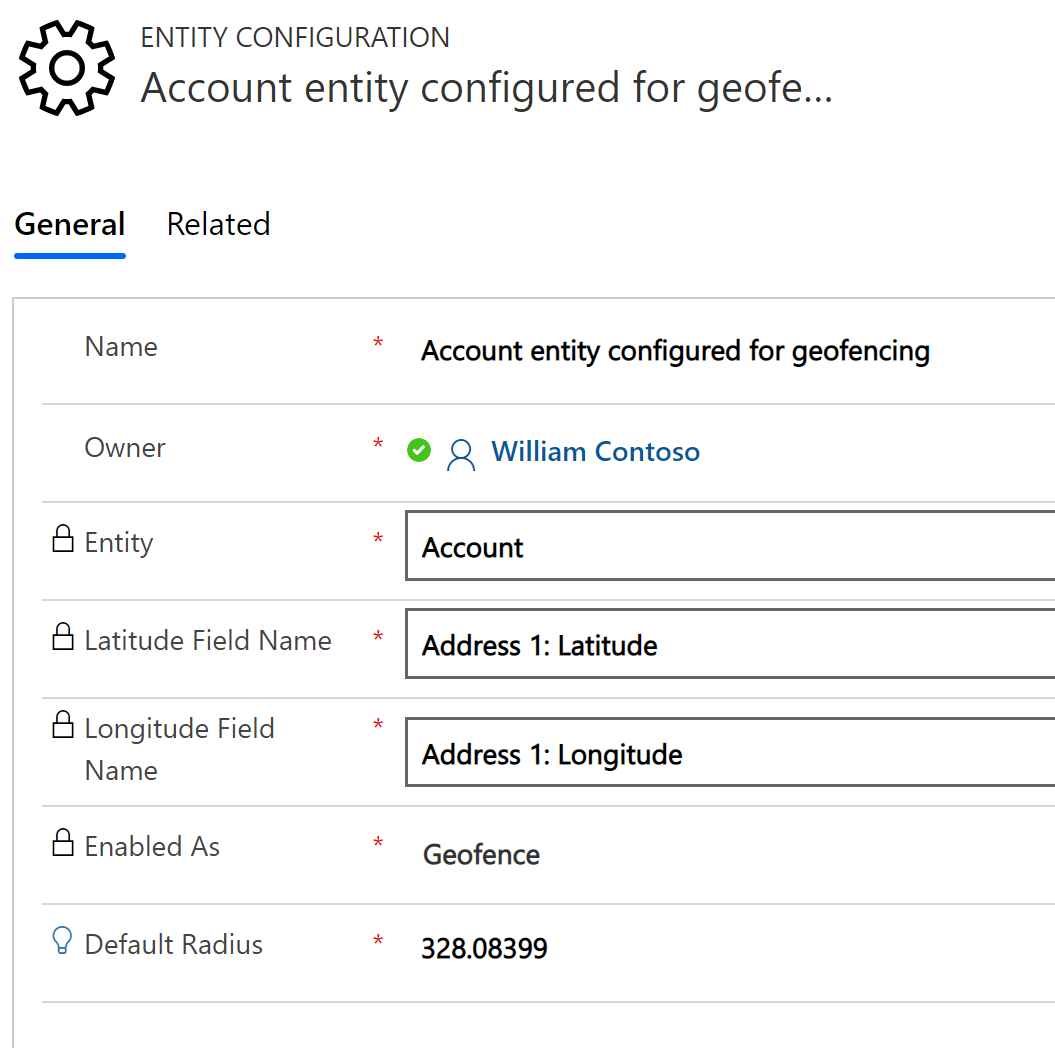 ENTITY CONFIGURATION
Account entity configured for geofe...
General Related
Name * Account entity configured for geofencing
Owner * William Contoso
Entity * Account
Latitude Field Name * Address 1: Latitude
Longitude Field
Name * Address 1: Longitude
Enabled As * Geofence
Default Radius * 328.08399